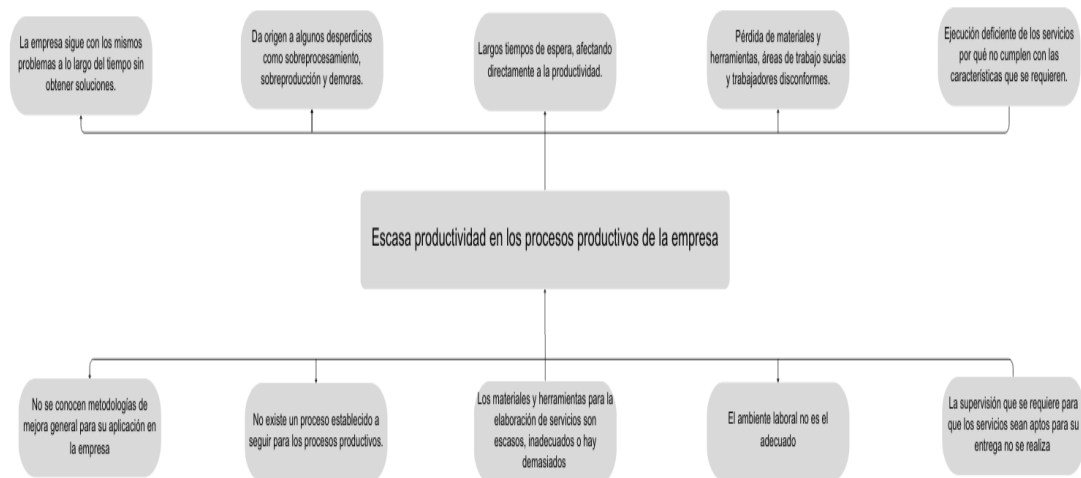 La empresa sigue con los mismos
problemas a lo largo del tiempo sin
obtener soluciones.
Da origen a algunos desperdicios
como sobreprocesamiento,
sobreproducción y demoras.
Largos tiempos de espera, afectando
directamente a la productividad.
Pérdida de materiales y
herramientas, áreas de trabajo sucias
y trabajadores disconformes.
Ejecución deficiente de los servicios
por qué no cumplen con las
características que se requieren.
Escasa productividad en los procesos productivos de la empresa
No se conocen metodologías de
mejora general para su aplicación en
la empresa
No existe un proceso establecido a
seguir para los procesos productivos.
Los materiales y herramientas para la
elaboración de servicios son
escasos, inadecuados o hay
demasiados
El ambiente laboral no es el
adecuado
La supervisión que se requiere para
que los servicios sean aptos para su
entrega no se realiza